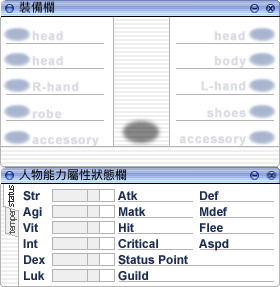 裝備欄
head head
head body
R-hand L-hand
robe shoes
accessory accessory
人物能力屬性狀態欄
status
temper
Str Atk Def
Agi Matk Mdef
Vit Hit Flee
Int Critical Aspd
Dex Status Point
Luk Guild